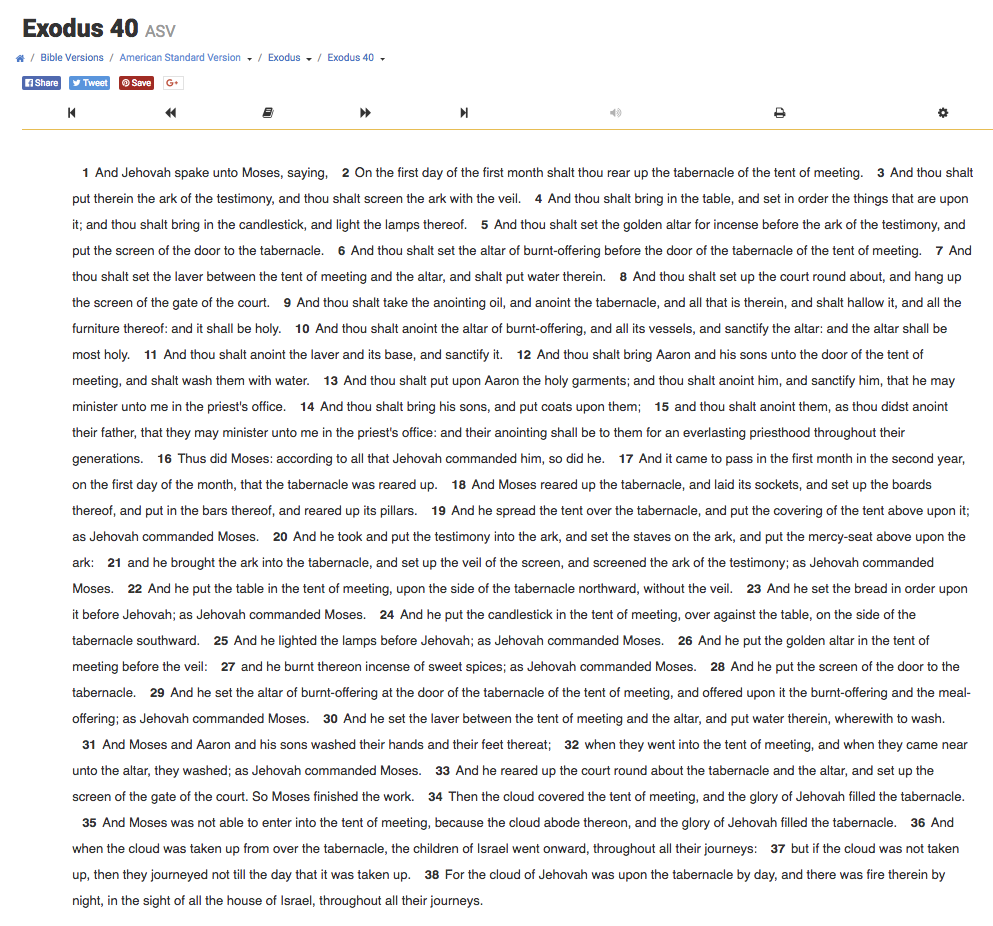 Exodus 40 ASV
/ Bible Versions / American Standard Version / Exodus / Exodus 40
Share Tweet Save G+
1 And Jehovah spake unto Moses, saying, 2 On the first day of the first month shalt thou rear up the tabernacle of the tent of meeting. 3 And thou shalt
put therein the ark of the testimony, and thou shalt screen the ark with the veil. 4 And thou shalt bring in the table, and set in order the things that are upon
it; and thou shalt bring in the candlestick, and light the lamps thereof. 5 And thou shalt set the golden altar for incense before the ark of the testimony, and
put the screen of the door to the tabernacle. 6 And thou shalt set the altar of burnt-offering before the door of the tabernacle of the tent of meeting. 7 And
thou shalt set the laver between the tent of meeting and the altar, and shalt put water therein. 8 And thou shalt set up the court round about, and hang up
the screen of the gate of the court. 9 And thou shalt take the anointing oil, and anoint the tabernacle, and all that is therein, and shalt hallow it, and all the
furniture thereof: and it shall be holy. 10 And thou shalt anoint the altar of burnt-offering, and all its vessels, and sanctify the altar: and the altar shall be
most holy. 11 And thou shalt anoint the laver and its base, and sanctify it. 12 And thou shalt bring Aaron and his sons unto the door of the tent of
meeting, and shalt wash them with water. 13 And thou shalt put upon Aaron the holy garments; and thou shalt anoint him, and sanctify him, that he may
minister unto me in the priest's office. 14 And thou shalt bring his sons, and put coats upon them; 15 and thou shalt anoint them, as thou didst anoint
their father, that they may minister unto me in the priest's office: and their anointing shall be to them for an everlasting priesthood throughout their
generations. 16 Thus did Moses: according to all that Jehovah commanded him, so did he. 17 And it came to pass in the first month in the second year,
on the first day of the month, that the tabernacle was reared up. 18 And Moses reared up the tabernacle, and laid its sockets, and set up the boards
thereof, and put in the bars thereof, and reared up its pillars. 19 And he spread the tent over the tabernacle, and put the covering of the tent above upon it;
as Jehovah commanded Moses. 20 And he took and put the testimony into the ark, and set the staves on the ark, and put the mercy-seat above upon the
ark: 21 and he brought the ark into the tabernacle, and set up the veil of the screen, and screened the ark of the testimony; as Jehovah commanded
Moses. 22 And he put the table in the tent of meeting, upon the side of the tabernacle northward, without the veil. 23 And he set the bread in order upon
it before Jehovah; as Jehovah commanded Moses. 24 And he put the candlestick in the tent of meeting, over against the table, on the side of the
tabernacle southward. 25 And he lighted the lamps before Jehovah; as Jehovah commanded Moses. 26 And he put the golden altar in the tent of
meeting before the veil: 27 and he burnt thereon incense of sweet spices; as Jehovah commanded Moses. 28 And he put the screen of the door to the
tabernacle. 29 And he set the altar of burnt-offering at the door of the tabernacle of the tent of meeting, and offered upon it the burnt-offering and the meal-
offering; as Jehovah commanded Moses. 30 And he set the laver between the tent of meeting and the altar, and put water therein, wherewith to wash.
31 And Moses and Aaron and his sons washed their hands and their feet thereat; 32 when they went into the tent of meeting, and when they came near
unto the altar, they washed; as Jehovah commanded Moses. 33 And he reared up the court round about the tabernacle and the altar, and set up the
screen of the gate of the court. So Moses finished the work. 34 Then the cloud covered the tent of meeting, and the glory of Jehovah filled the tabernacle.
35 And Moses was not able to enter into the tent of meeting, because the cloud abode thereon, and the glory of Jehovah filled the tabernacle. 36 And
when the cloud was taken up from over the tabernacle, the children of Israel went onward, throughout all their journeys: 37 but if the cloud was not taken
up, then they journeyed not till the day that it was taken up. 38 For the cloud of Jehovah was upon the tabernacle by day, and there was fire therein by
night, in the sight of all the house of Israel, throughout all their journeys.